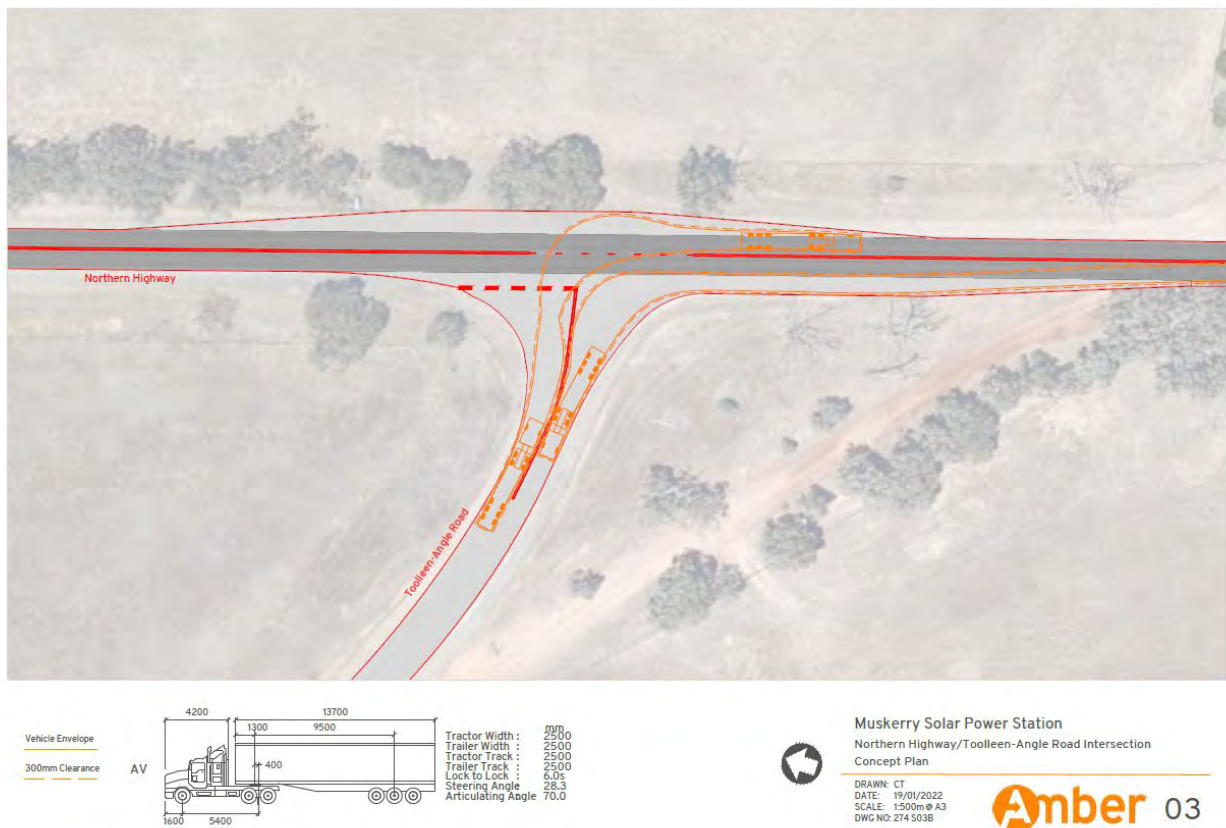 Northern Highway
Toolleen-Angle Road
Vehicle Envelope
300mm Clearance
AV
4200
13700
1300
9500
400
1600
5400
mm
Tractor Width : 2500
Trailer Width : 2500
Tractor Track : 2500
Trailer Track : 2500
Lock to Lock : 6.0s
Steering Angle : 28.3
Articulating Angle : 70.0
Muskerry Solar Power Station
Northern Highway/Toolleen-Angle Road Intersection
Concept Plan
DRAWN: CT
DATE: 19/01/2022
SCALE: 1:500m @ A3
DWG NO: 274 S03B
Amber 03